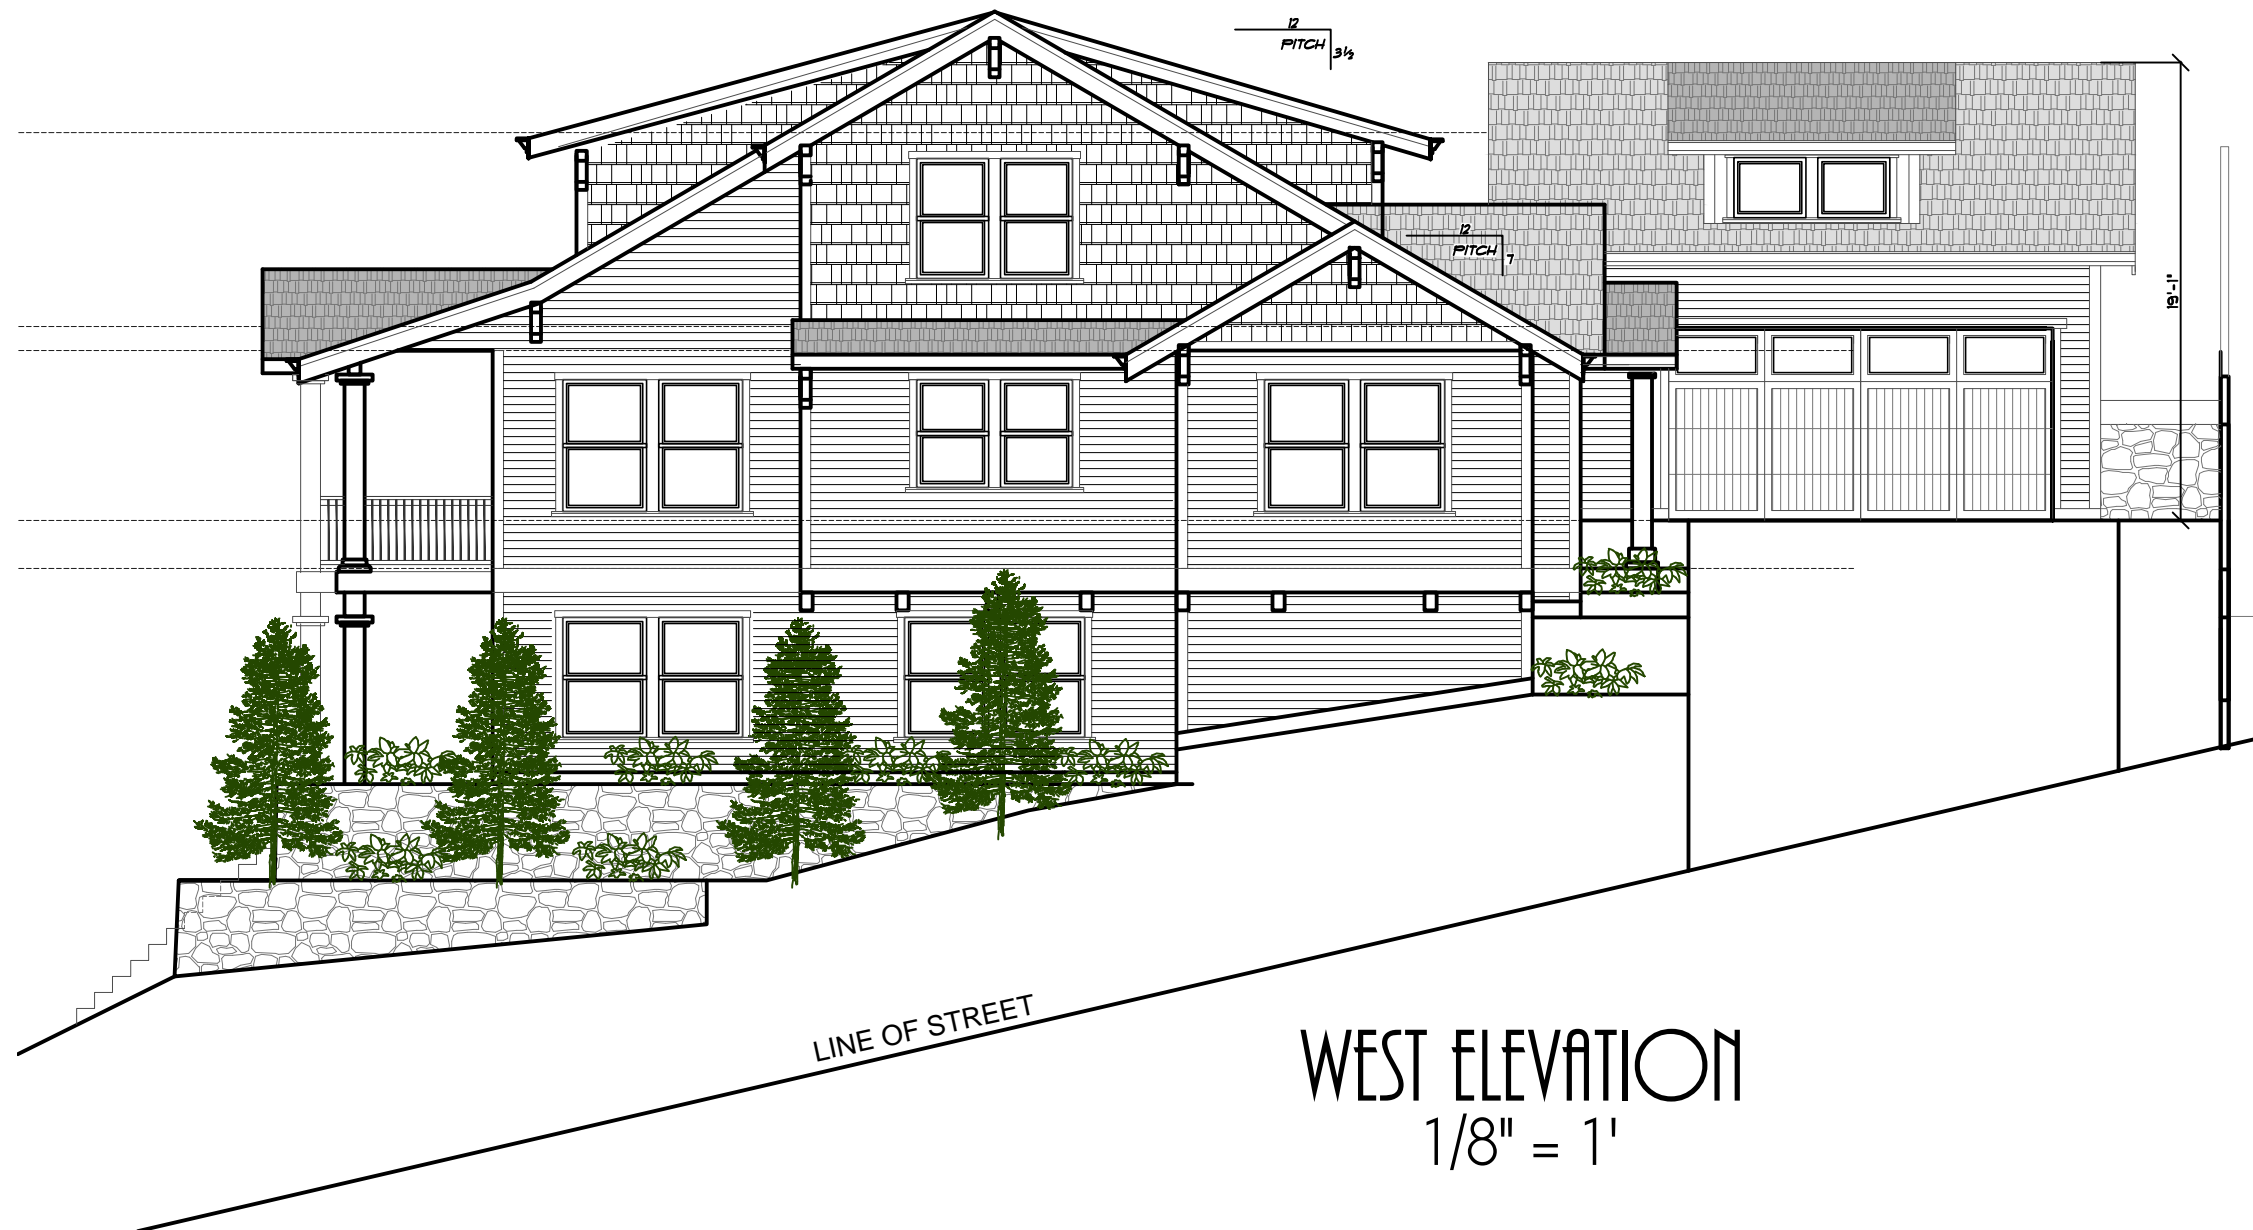 12
PITCH
3½
12
PITCH
7
19'-1"
LINE OF STREET
WEST ELEVATION
1/8" = 1'